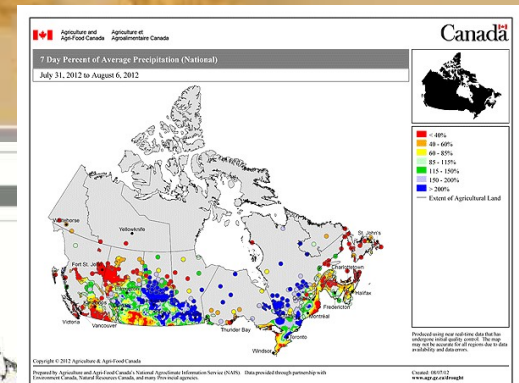 Agriculture and Agriculture et
Agri-Food Canada Agroalimentaire Canada
Canada
7 Day Percent of Average Precipitation (National)
July 31, 2012 to August 6, 2012
< 40%
40 - 60%
60 - 85%
85 - 115%
115 - 150%
150 - 200%
> 200%
Extent of Agricultural Land
Whitehorse
Yellowknife
St. John's
Fort St. John
Charlottetown
Halifax
Fredericton
Montréal
Victoria
Vancouver
Thunder Bay
Toronto
Windsor
Produced using near real-time data that has
undergone initial quality control. The map
may not be accurate for all regions due to data
availability and data errors.
Copyright © 2012 Agriculture & Agri-Food Canada
Prepared by Agriculture and Agri-Food Canada's National Agroclimate Information Service (NAIS). Data provided through partnership with
Environment Canada, Natural Resources Canada, and many Provincial agencies.
Created: 08/07/12
www.agr.gc.ca/drought